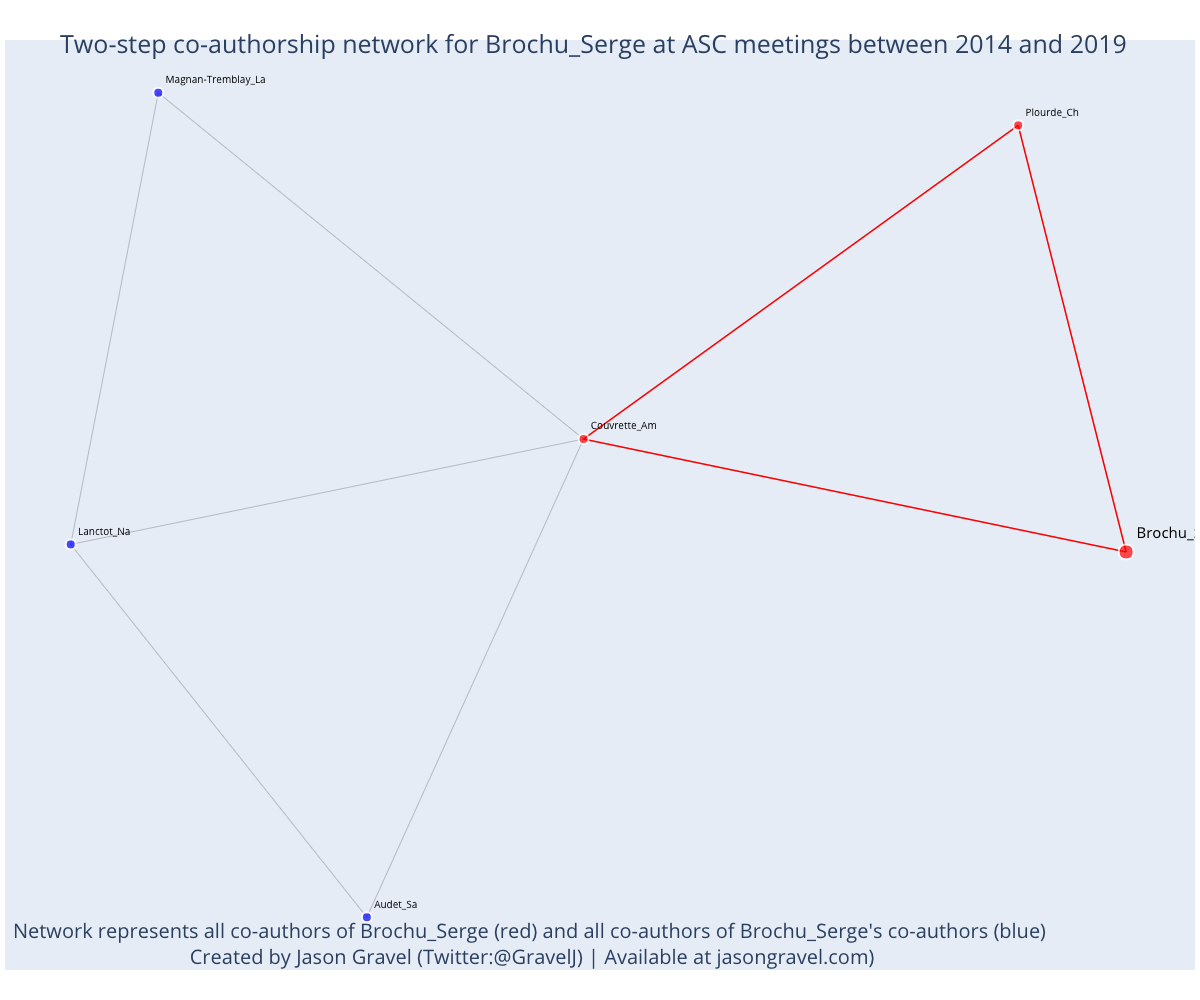 Two-step co-authorship network for Brochu_Serge at ASC meetings between 2014 and 2019
Magnan-Tremblay_La
Plourde_Ch
Couvrette_Am
Lanctot_Na
Brochu_
Audet_Sa
Network represents all co-authors of Brochu_Serge (red) and all co-authors of Brochu_Serge's co-authors (blue)
Created by Jason Gravel (Twitter:@GravelJ) | Available at jasongravel.com)